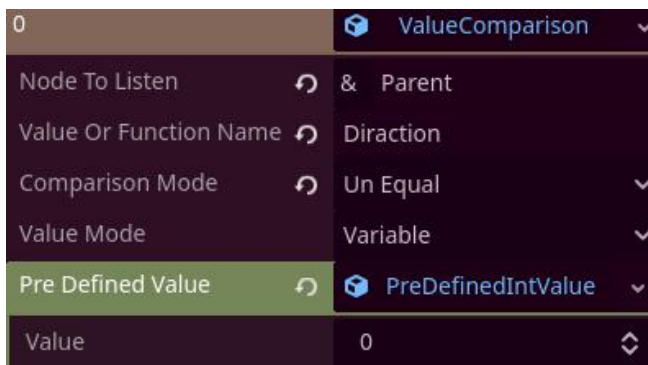 0 ValueComparison
Node To Listen & Parent
Value Or Function Name Diraction
Comparison Mode Un Equal
Value Mode Variable
Pre Defined Value PreDefinedIntValue
Value 0